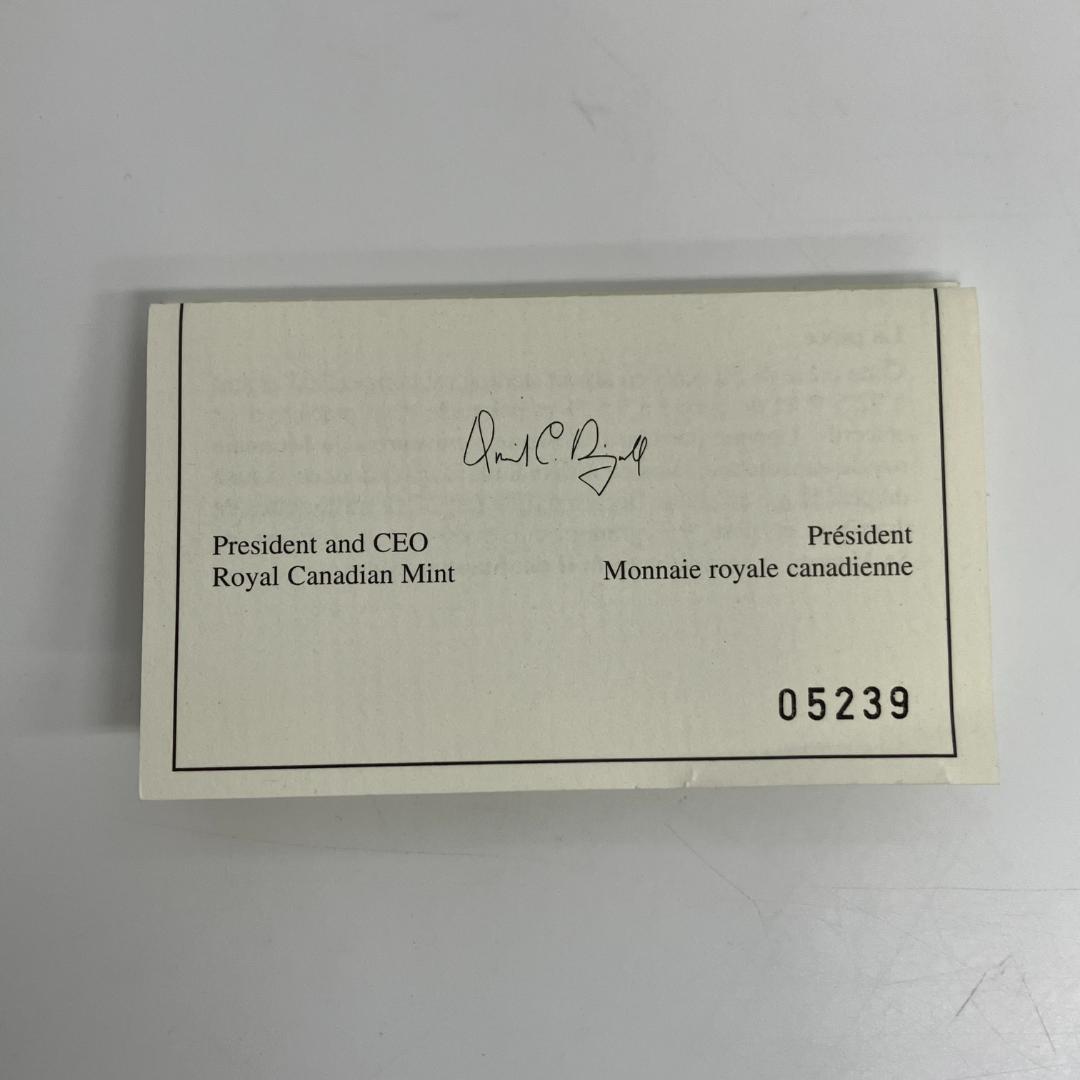 President and CEO
Royal Canadian Mint
Président
Monnaie royale canadienne
05239